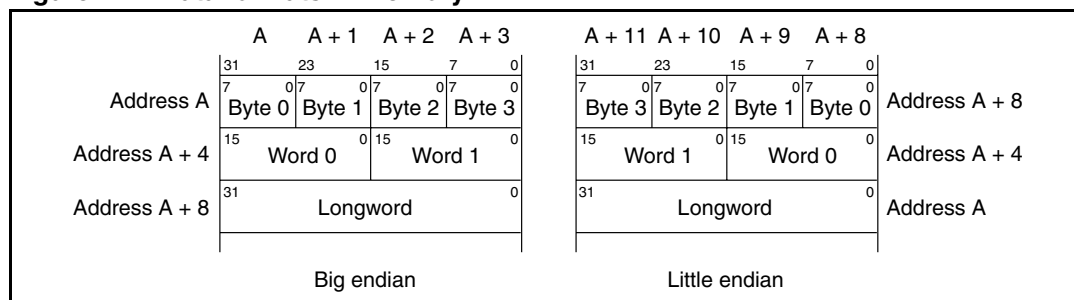 A A + 1 A + 2 A + 3 A + 11 A + 10 A + 9 A + 8
31 23 15 7 0 31 23 15 7 0
7 0 7 0 7 0 7 0 7 0 7 0 7 0 7 0
Address A Byte 0 Byte 1 Byte 2 Byte 3 Byte 3 Byte 2 Byte 1 Byte 0 Address A + 8
15 0 15 0 15 0 15 0
Address A + 4 Word 0 Word 1 Word 1 Word 0 Address A + 4
31 0 31 0
Address A + 8 Longword Longword Address A
Big endian Little endian